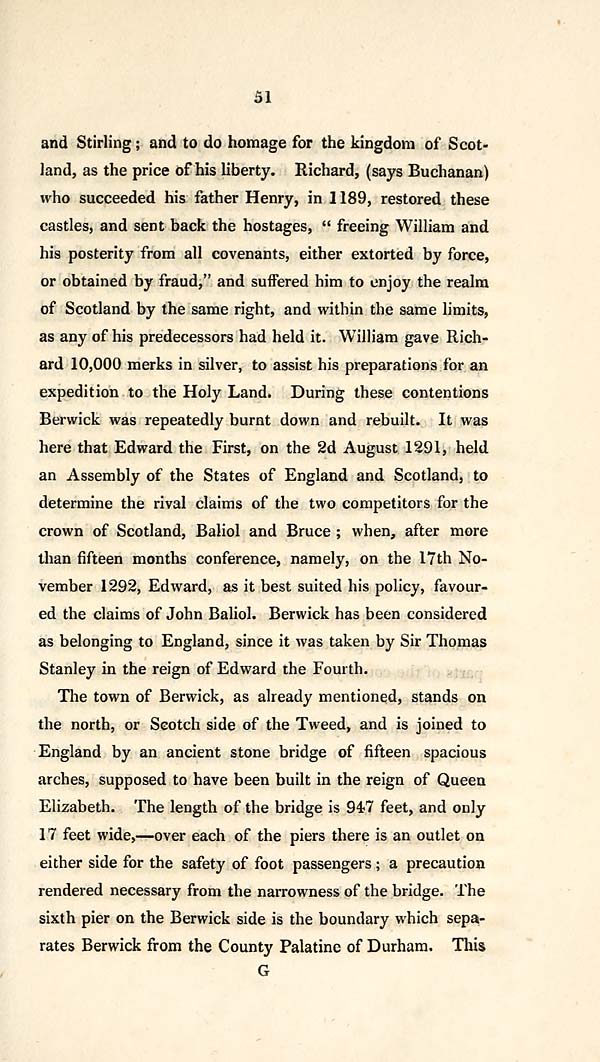 51
and Stirling; and to do homage for the kingdom of Scot-
land, as the price of his liberty. Richard, (says Buchanan)
who succeeded his father Henry, in 1189, restored these
castles, and sent back the hostages, “ freeing William and
his posterity from all covenants, either extorted by force,
or obtained by fraud,” and suffered him to enjoy the realm
of Scotland by the same right, and within the same limits,
as any of his predecessors had held it. William gave Rich-
ard 10,000 merks in silver, to assist his preparations for an
expedition to the Holy Land. During these contentions
Berwick was repeatedly burnt down and rebuilt. It was
here that Edward the First, on the 2d August 1291, held
an Assembly of the States of England and Scotland, to
determine the rival claims of the two competitors for the
crown of Scotland, Baliol and Bruce ; when, after more
than fifteen months conference, namely, on the 17th No-
vember 1292, Edward, as it best suited his policy, favour-
ed the claims of John Baliol. Berwick has been considered
as belonging to England, since it was taken by Sir Thomas
Stanley in the reign of Edward the Fourth.
The town of Berwick, as already mentioned, stands on
the north, or Scotch side of the Tweed, and is joined to
England by an ancient stone bridge of fifteen spacious
arches, supposed to have been built in the reign of Queen
Elizabeth. The length of the bridge is 947 feet, and only
17 feet wide,—over each of the piers there is an outlet on
either side for the safety of foot passengers ; a precaution
rendered necessary from the narrowness of the bridge. The
sixth pier on the Berwick side is the boundary which sepa-
rates Berwick from the County Palatine of Durham. This
G